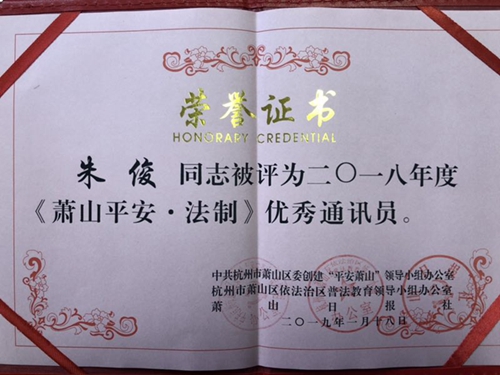 荣誉证书
HONORARY CREDENTIAL
朱俊 同志被评为二〇一八年度
《萧山平安·法制》优秀通讯员。
中共杭州市萧山区委创建“平安萧山”领导小组办公室
杭州市萧山区依法治区普法教育领导小组办公室
萧山日报社
二〇一九年一月十八日